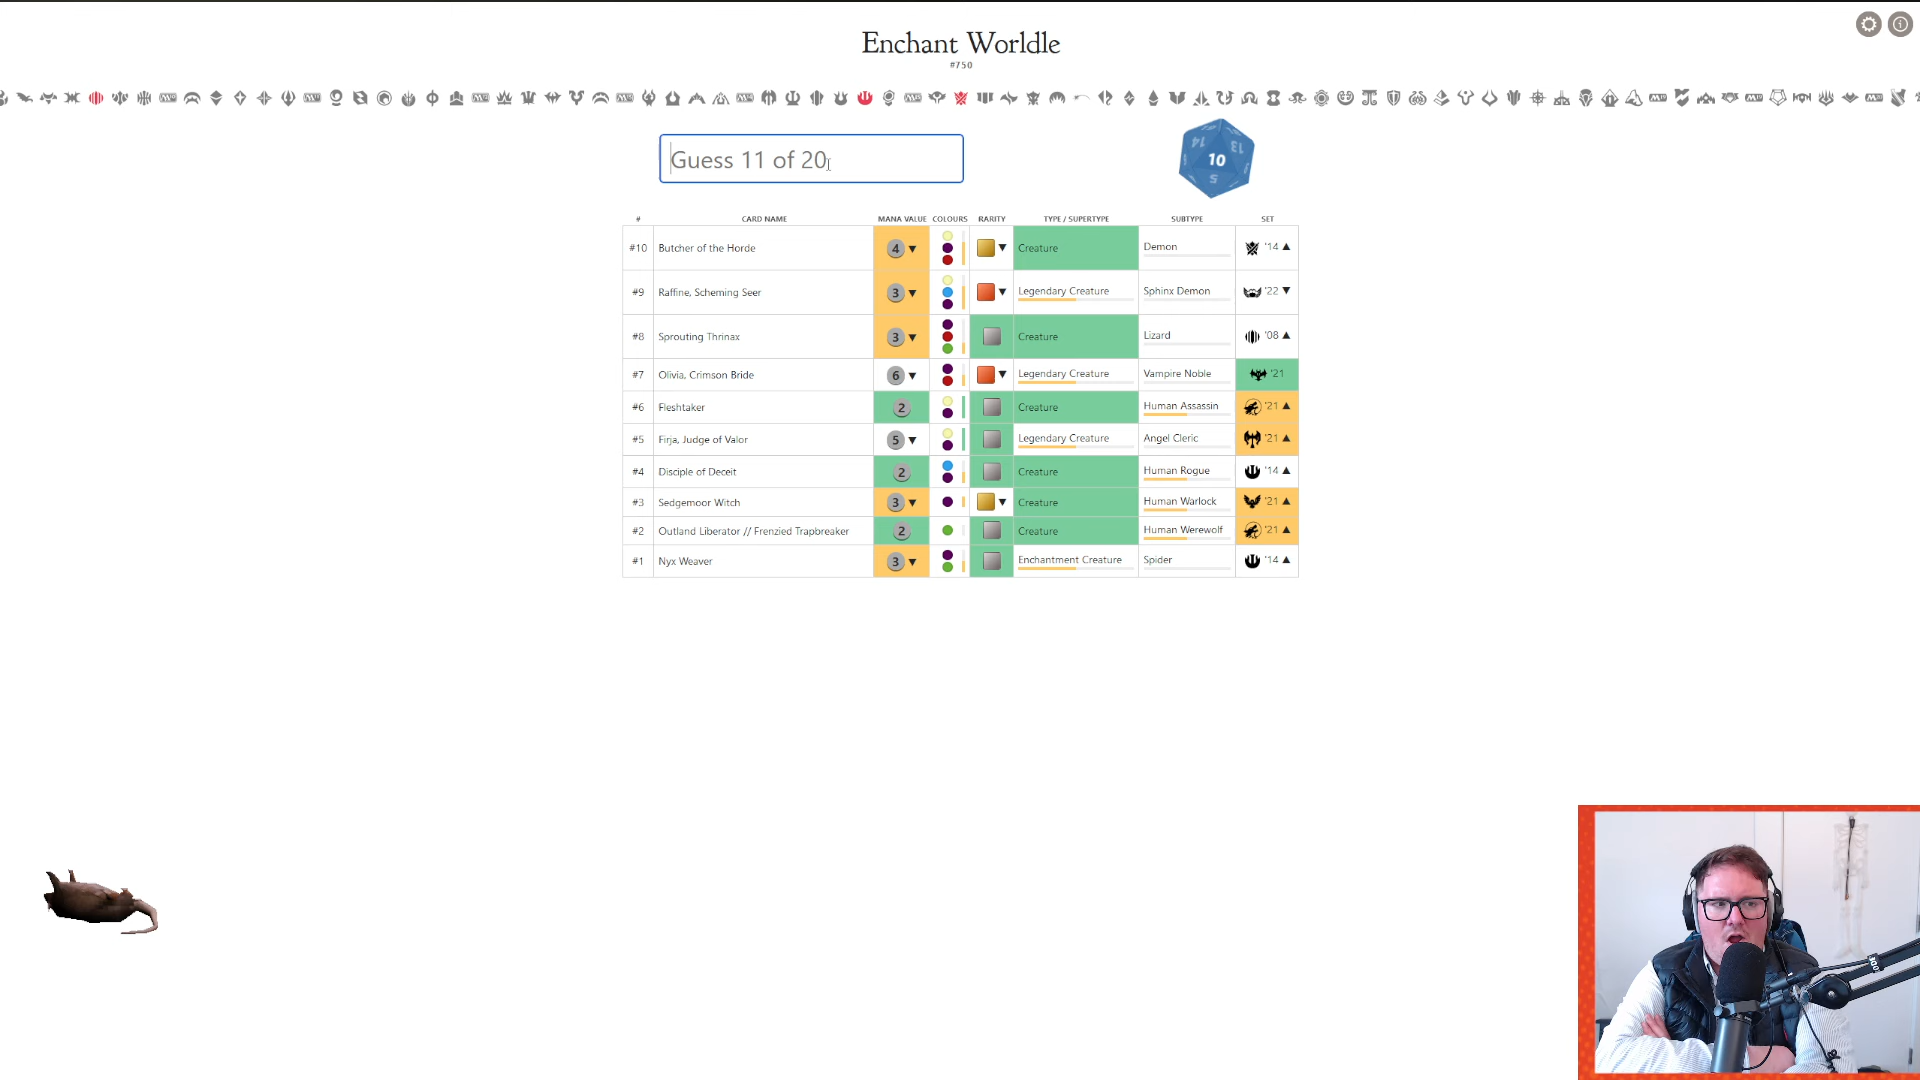 Enchant Worldle
#750
Guess 11 of 20
10
14
13
5
# CARD NAME MANA VALUE COLOURS RARITY TYPE / SUPERTYPE SUBTYPE SET
#10 Butcher of the Horde 4 ▼ ▼ Creature Demon '14 ▲
#9 Raffine, Scheming Seer 3 ▼ ▼ Legendary Creature Sphinx Demon '22 ▼
#8 Sprouting Thrinax 3 ▼ Creature Lizard '08 ▲
#7 Olivia, Crimson Bride 6 ▼ ▼ Legendary Creature Vampire Noble '21
#6 Fleshtaker 2 Creature Human Assassin '21 ▲
#5 Firja, Judge of Valor 5 ▼ Legendary Creature Angel Cleric '21 ▲
#4 Disciple of Deceit 2 Creature Human Rogue '14 ▲
#3 Sedgemoor Witch 3 ▼ ▼ Creature Human Warlock '21 ▲
#2 Outland Liberator // Frenzied Trapbreaker 2 Creature Human Werewolf '21 ▲
#1 Nyx Weaver 3 ▼ Enchantment Creature Spider '14 ▲
RODE